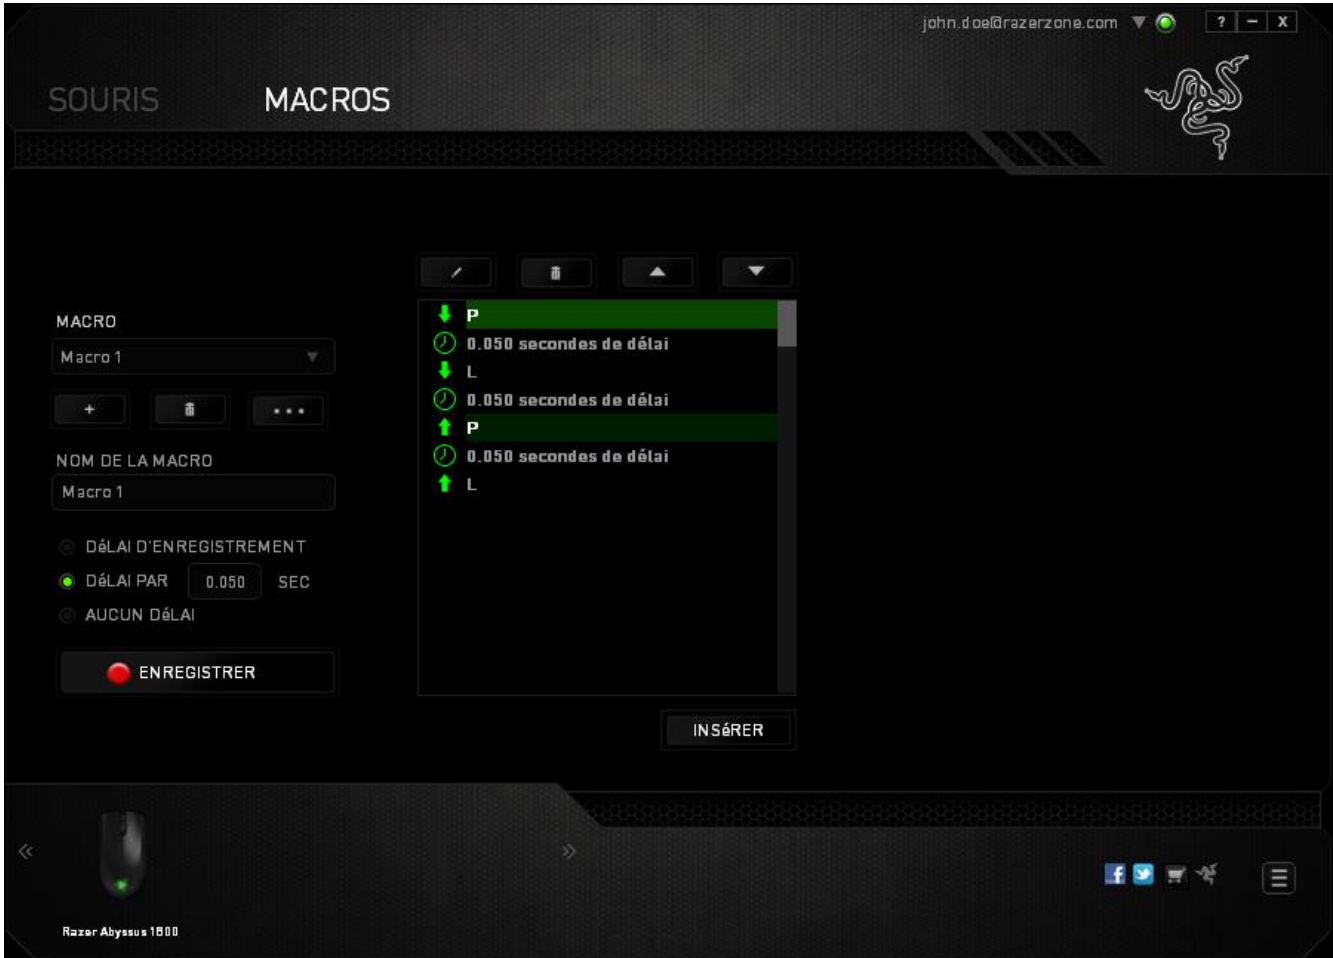 john.doe@razerzone.com
? – X
SOURIS MACROS
MACRO
Macro 1
+
...
NOM DE LA MACRO
Macro 1
DéLAI D'ENREGISTREMENT
DéLAI PAR 0.050 SEC
AUCUN DéLAI
ENREGISTRER
P
0.050 secondes de délai
L
0.050 secondes de délai
P
0.050 secondes de délai
L
INSéRER
Razer Abyssus 1800